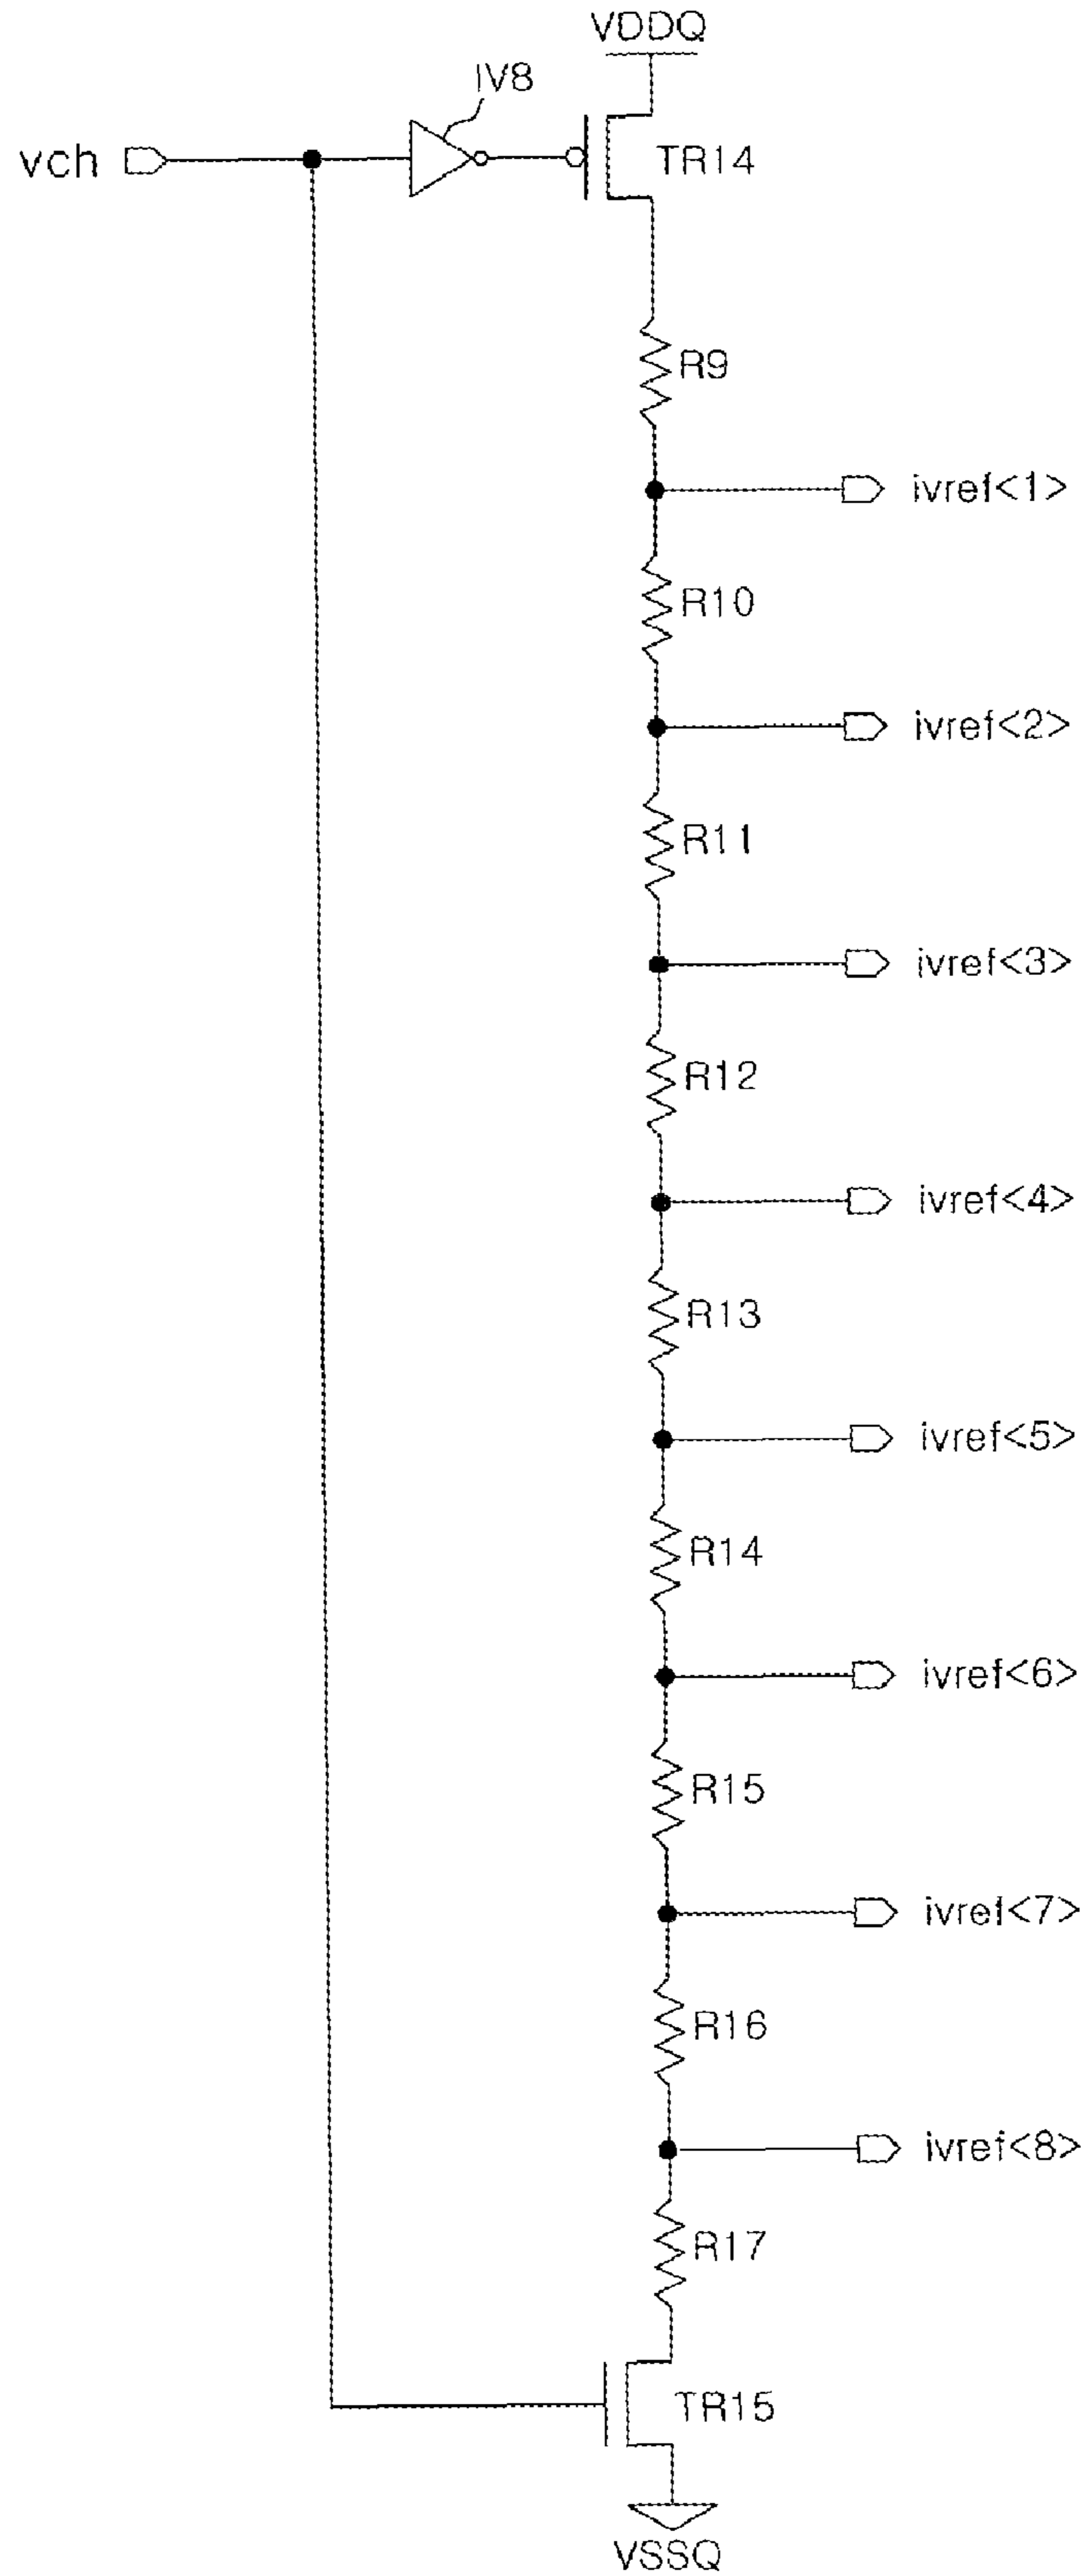 VDDQ
IV8
vch
TR14
R9
ivref<1>
R10
ivref<2>
R11
ivref<3>
R12
ivref<4>
R13
ivref<5>
R14
ivref<6>
R15
ivref<7>
R16
ivref<8>
R17
TR15
VSSQ